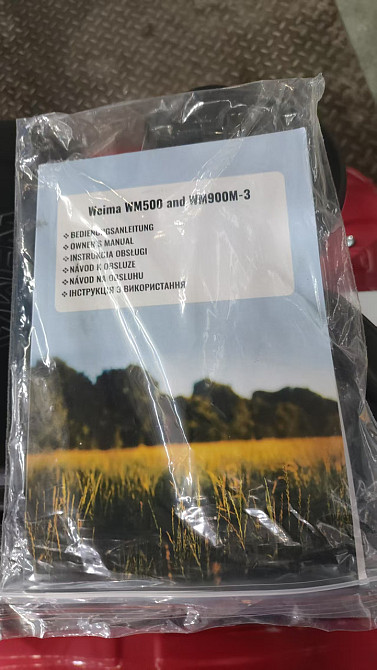 Weima WM500 and WM900M-3
❖ BEDIENUNGSANLEITUNG
❖ OWNER'S MANUAL
❖ INSTRUKCJA OBSŁUGI
❖ NÁVOD K OBSLUZE
❖ NÁVOD NA OBSLUHU
❖ ІНСТРУКЦІЯ З ВИКОРИСТАННЯ